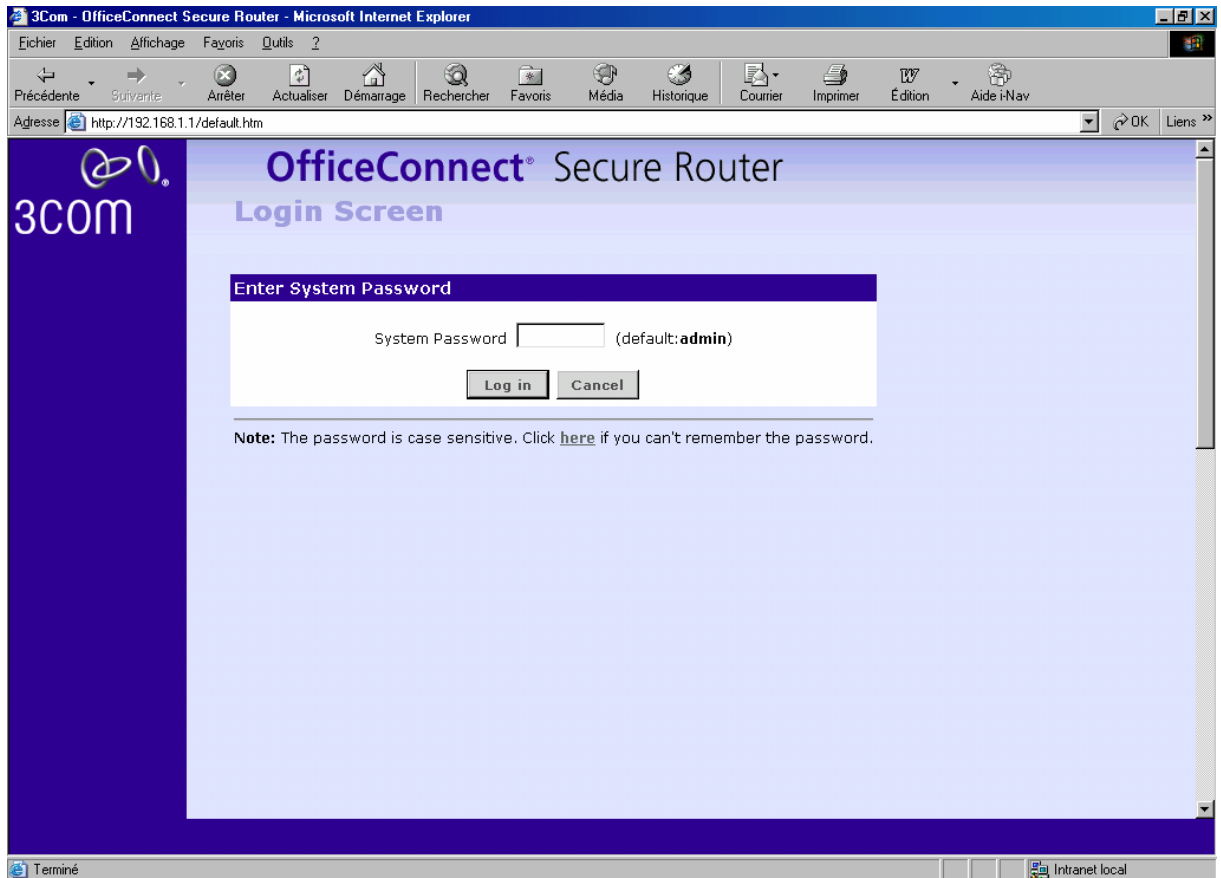 3Com - OfficeConnect Secure Router - Microsoft Internet Explorer
Fichier Edition Affichage Favoris Outils ?
Précédente Suivante Arrêter Actualiser Démarrage Rechercher Favoris Média Historique Courrier Imprimer Édition Aide i-Nav
Adresse http://192.168.1.1/default.htm OK Liens »
3COM
OfficeConnect® Secure Router
Login Screen
Enter System Password
System Password (default:admin)
Log in Cancel
Note: The password is case sensitive. Click here if you can't remember the password.
Terminé Intranet local